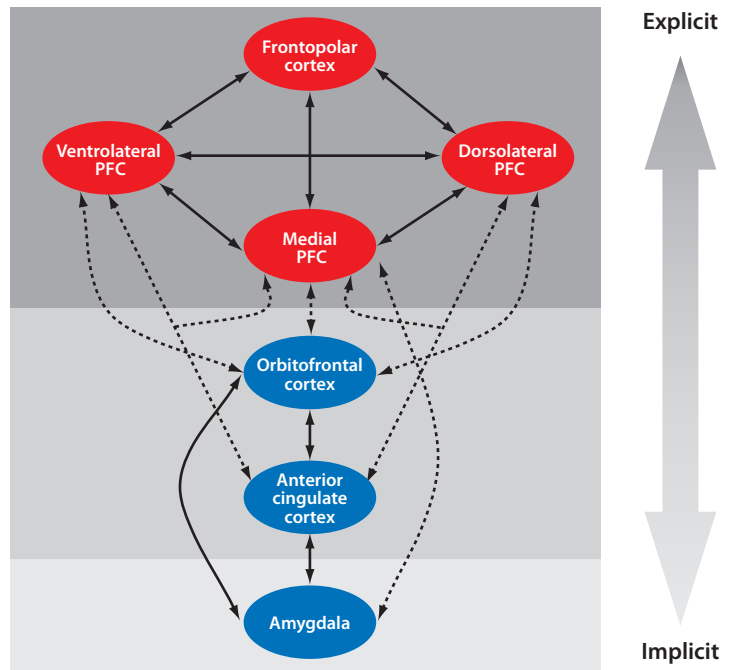 Explicit
Frontopolar
cortex
Ventrolateral
PFC
Dorsolateral
PFC
Medial
PFC
Orbitofrontal
cortex
Anterior
cingulate
cortex
Amygdala
Implicit